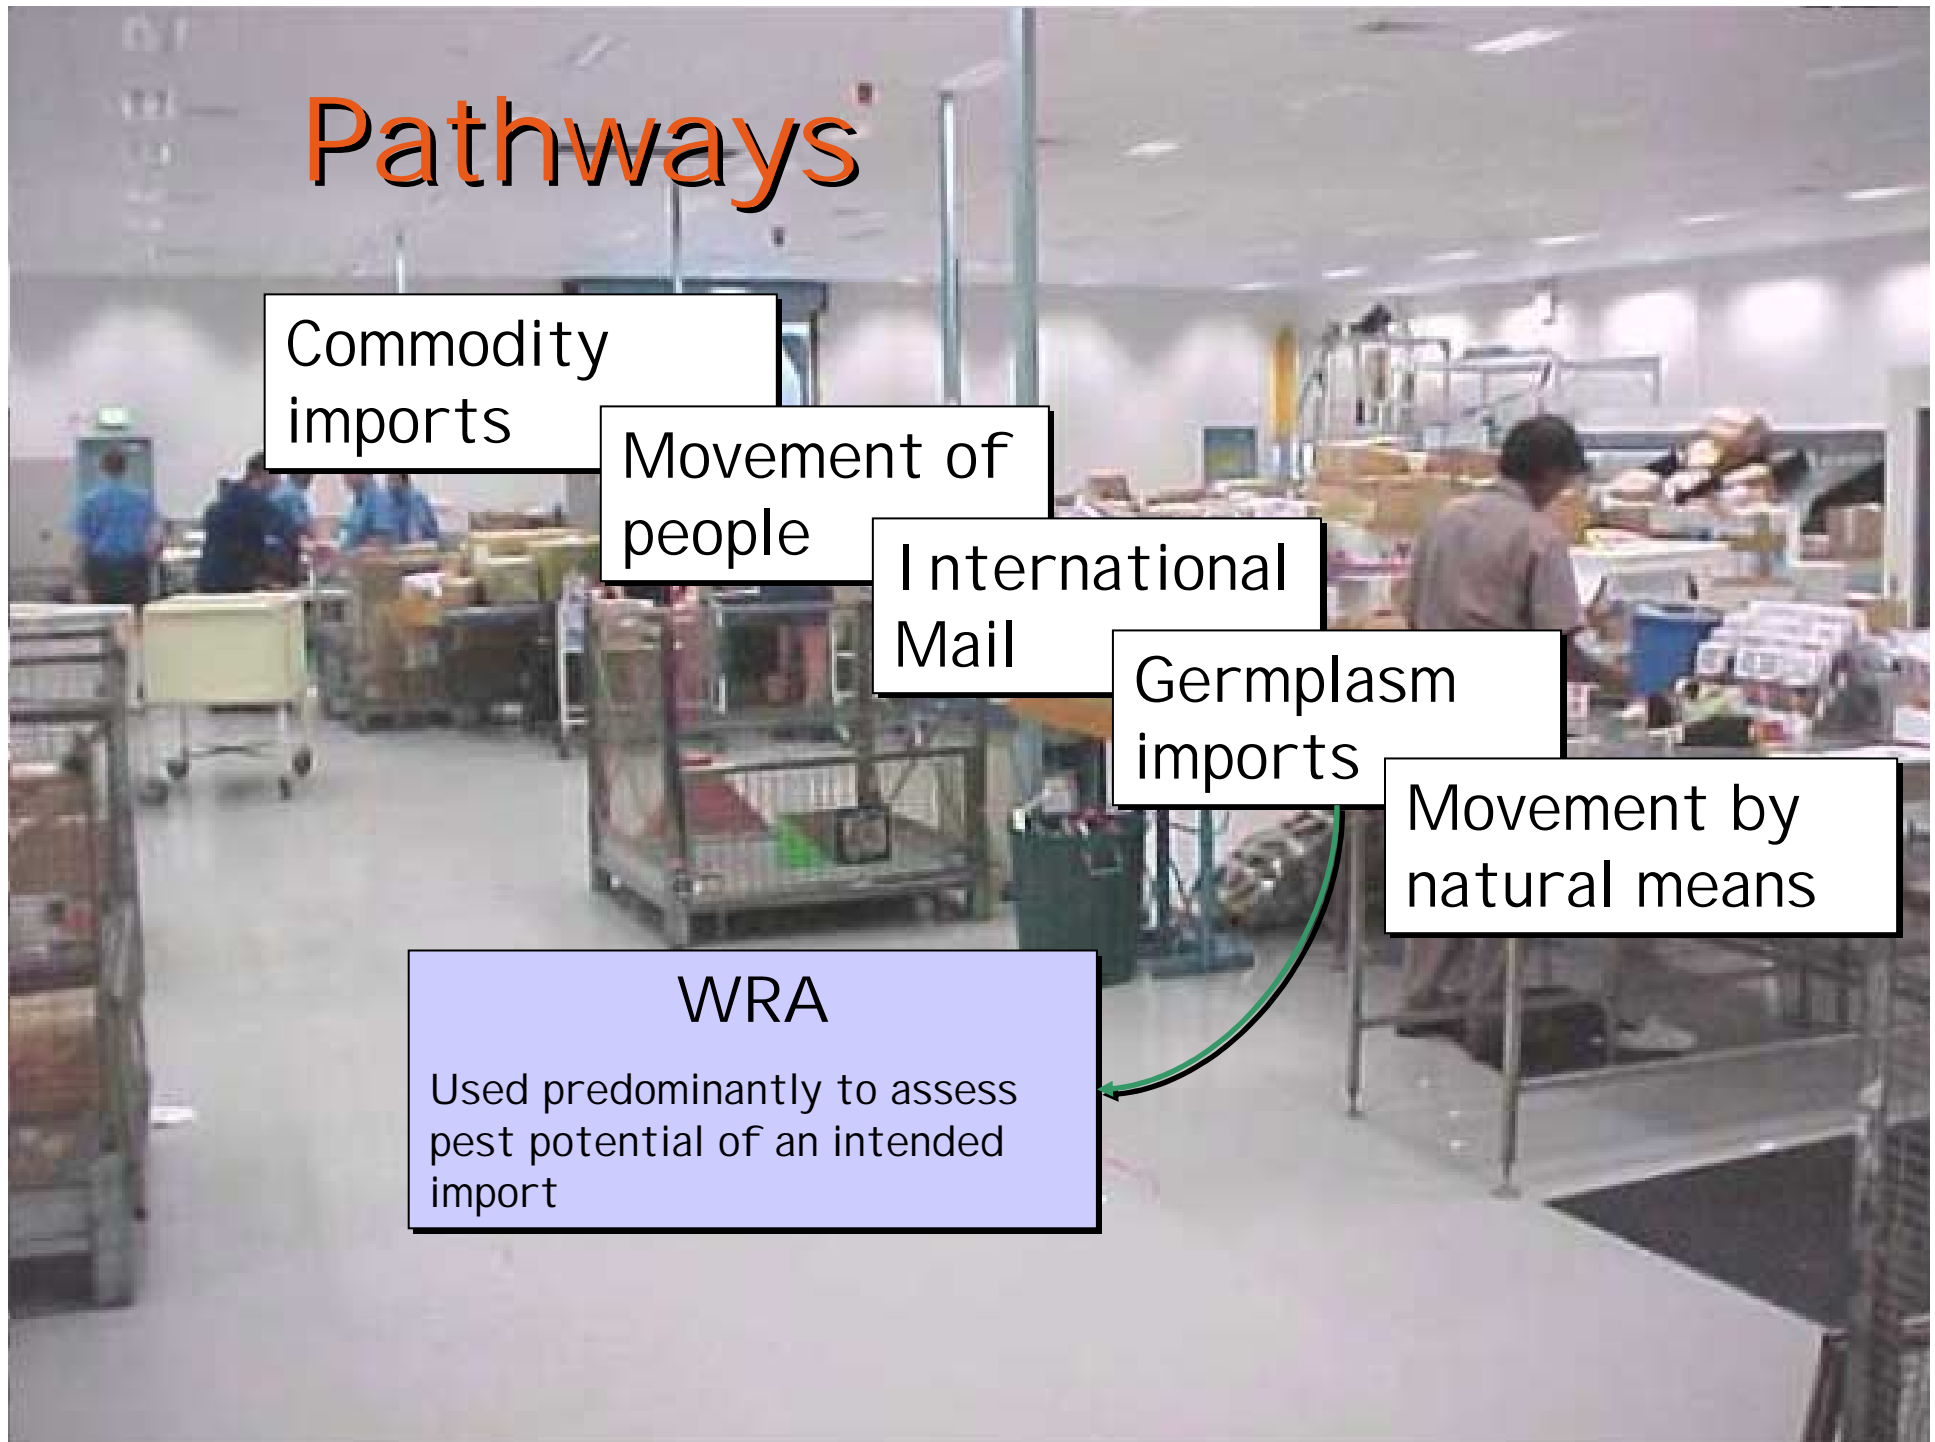 Pathways
Commodity
imports
Movement of
people
International
Mail
Germplasm
imports
Movement by
natural means
WRA
Used predominantly to assess
pest potential of an intended
import